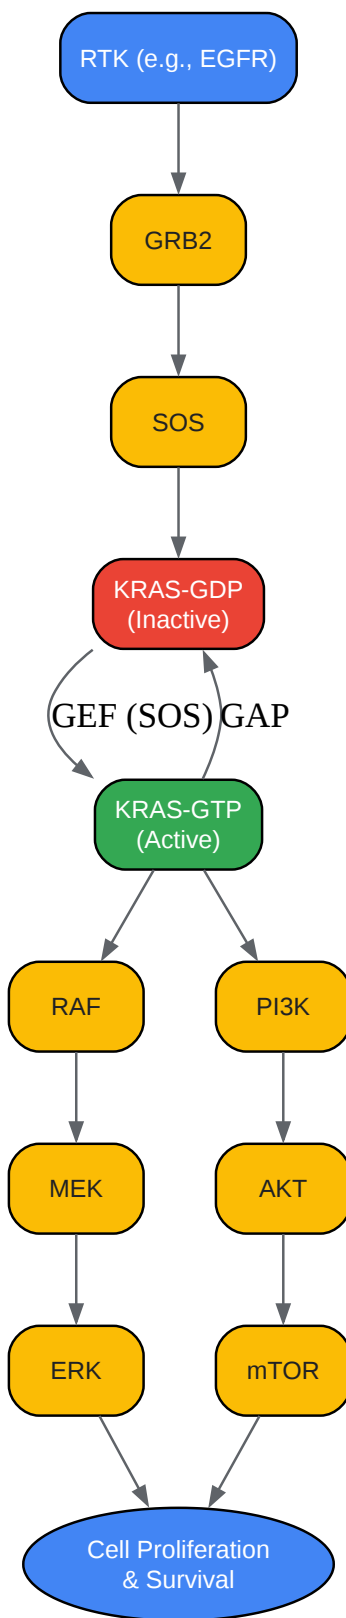 RTK (e.g., EGFR)
GRB2
SOS
KRAS-GDP
(Inactive)
GEF (SOS)
GAP
KRAS-GTP
(Active)
RAF
PI3K
MEK
AKT
ERK
mTOR
Cell Proliferation
& Survival